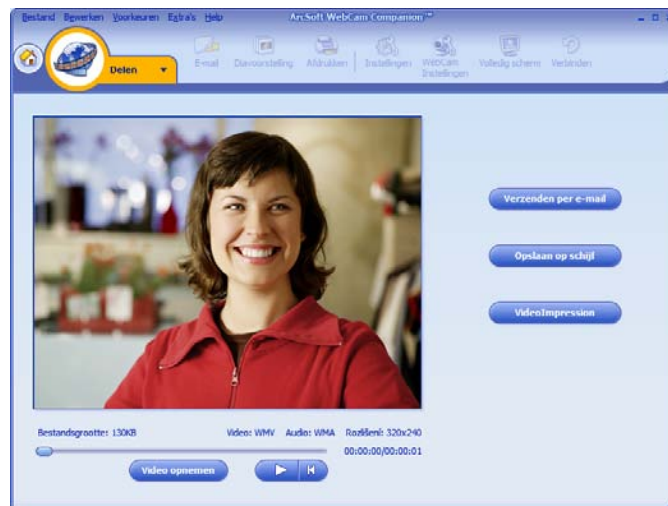 Bestand Bewerken Voorkeuren Extra's Help
ArcSoft WebCam Companion™
Delen
E-mail Diavoorstelling Afdrukken Instellingen WebCam Instellingen Volledig scherm Verbinden
Verzenden per e-mail
Opslaan op schijf
VideoImpression
Bestandsgrootte: 130KB Video: WMV Audio: WMA Rozlišení: 320x240
00:00:00/00:00:01
Video opnemen